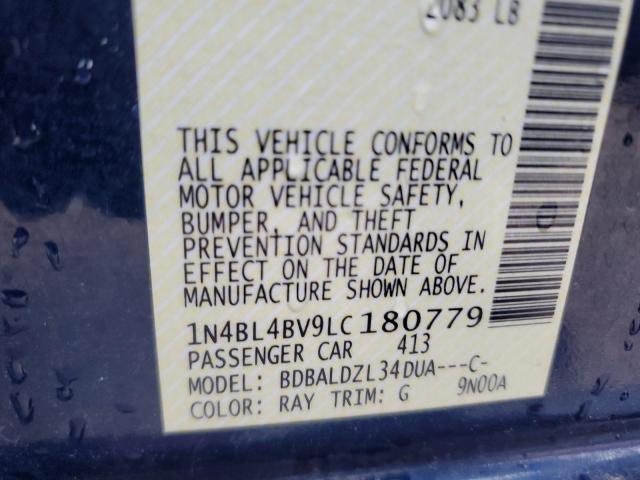 2083 LB
THIS VEHICLE CONFORMS TO
ALL APPLICABLE FEDERAL
MOTOR VEHICLE SAFETY,
BUMPER, AND THEFT
PREVENTION STANDARDS IN
EFFECT ON THE DATE OF
MANUFACTURE SHOWN ABOVE.
1N4BL4BV9LC180779
PASSENGER CAR 413
MODEL: BDBALDZL34DUA---C-
COLOR: RAY TRIM: G 9N00A